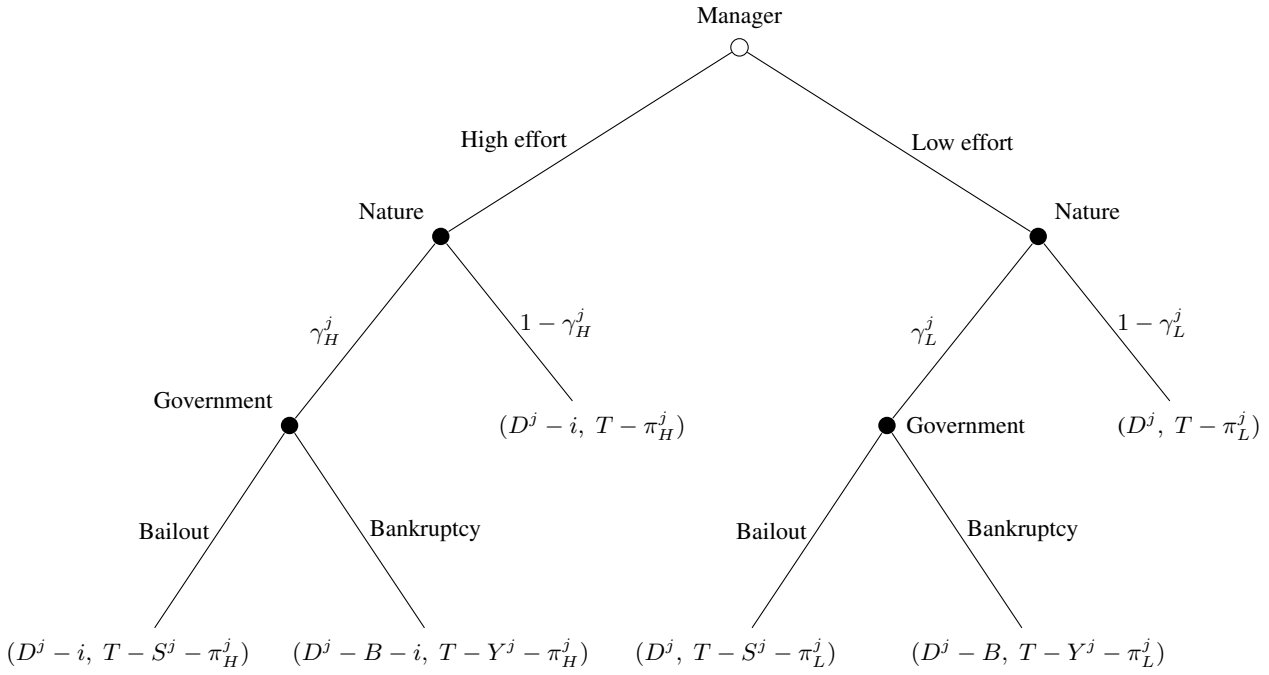 Manager
High effort
Low effort
Nature
Nature
γ_H^j
1 − γ_H^j
γ_L^j
1 − γ_L^j
Government
(D^j − i, T − π_H^j)
Government
(D^j, T − π_L^j)
Bailout
Bankruptcy
Bailout
Bankruptcy
(D^j − i, T − S^j − π_H^j)
(D^j − B − i, T − Y^j − π_H^j)
(D^j, T − S^j − π_L^j)
(D^j − B, T − Y^j − π_L^j)